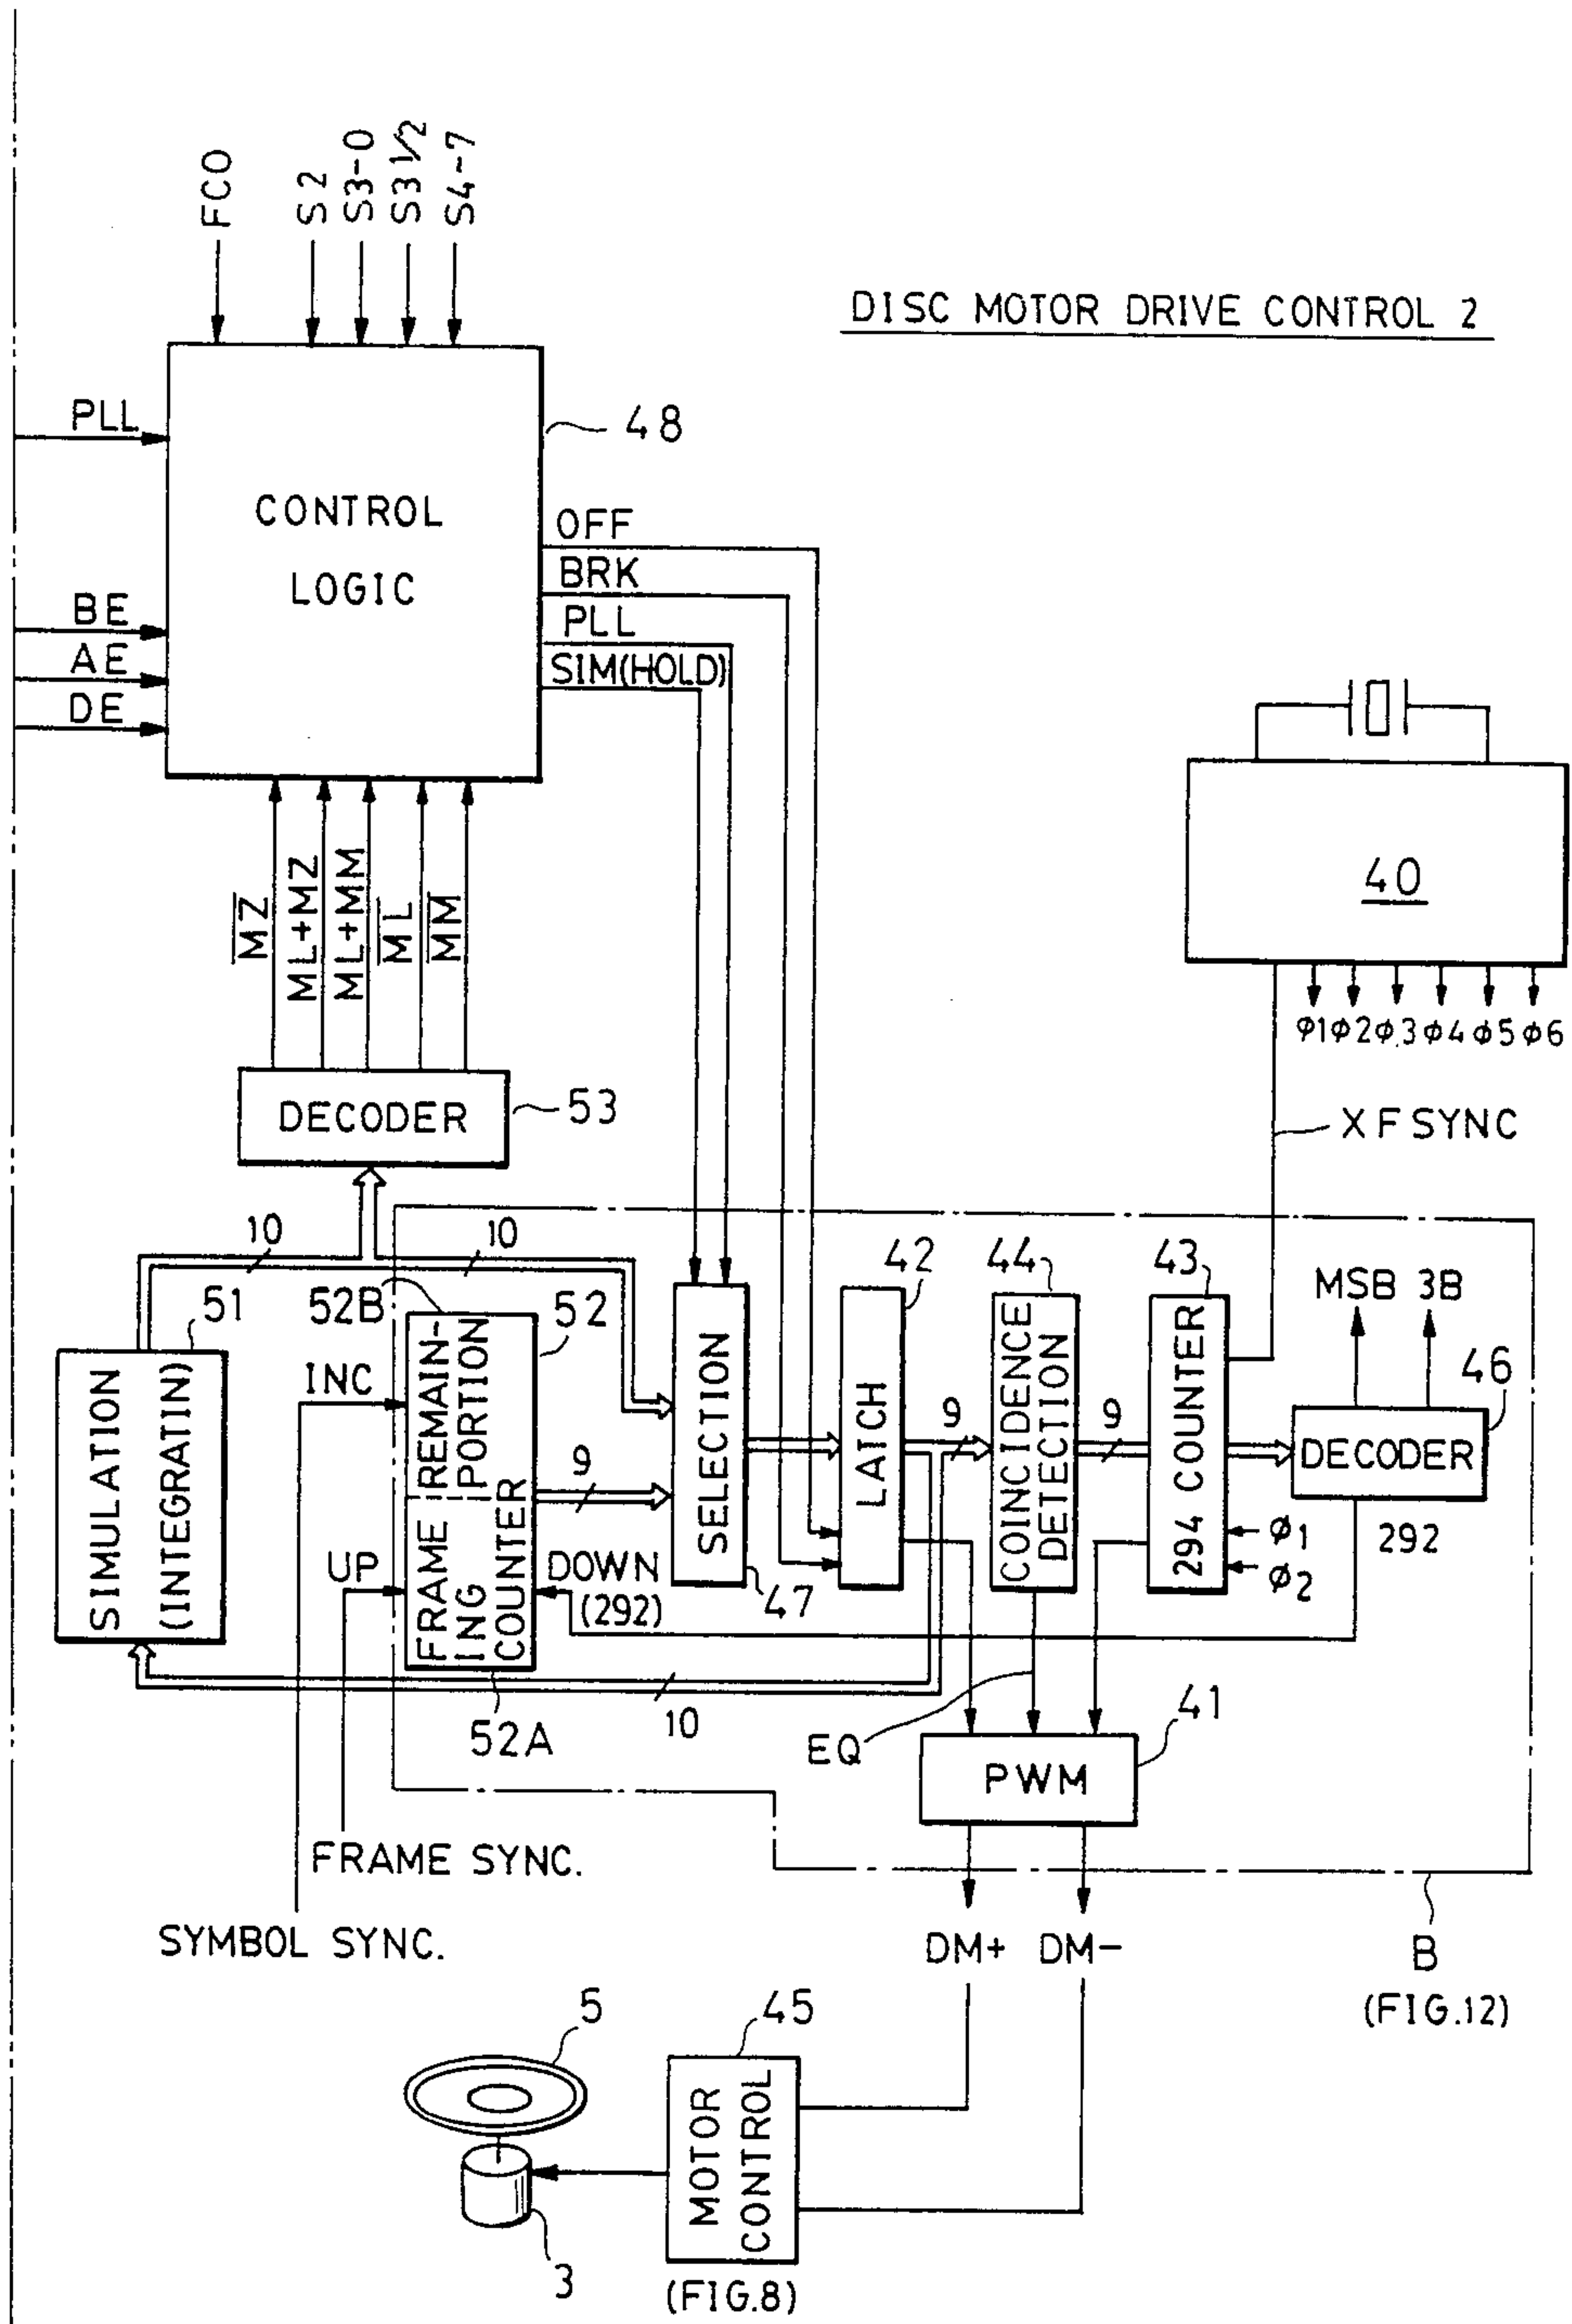 FCO
S2
S3-0
S3 1/2
S4~7
DISC MOTOR DRIVE CONTROL 2
PLL
48
CONTROL
LOGIC
OFF
BRK
PLL
SIM(HOLD)
BE
AE
DE
M̅Z̅
ML+MZ
ML+MM
M̅L̅
M̅M̅
40
φ1 φ2 φ3 φ4 φ5 φ6
DECODER
53
XFSYNC
10
10
51
52B
52
42
44
43
MSB 3B
46
SIMULATION
(INTEGRATIN)
INC
REMAIN-
PORTION
9
SELECTION
LATCH
9
COINCIDENCE
DETECTION
9
294 COUNTER
DECODER
φ1
φ2
292
UP
FRAME
ING
COUNTER
DOWN
(292)
47
10
52A
EQ
41
PWM
FRAME SYNC.
SYMBOL SYNC.
DM+ DM-
B
(FIG.12)
5
45
MOTOR
CONTROL
3
(FIG.8)